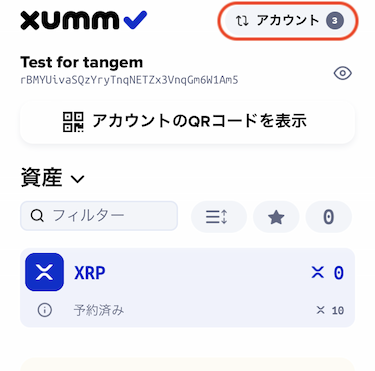 xumm
アカウント 3
Test for tangem
rBMYUivaSQzYryTnqNETZx3VnqGm6W1Am5
アカウントのQRコードを表示
資産
フィルター
0
XRP 0
予約済み 10